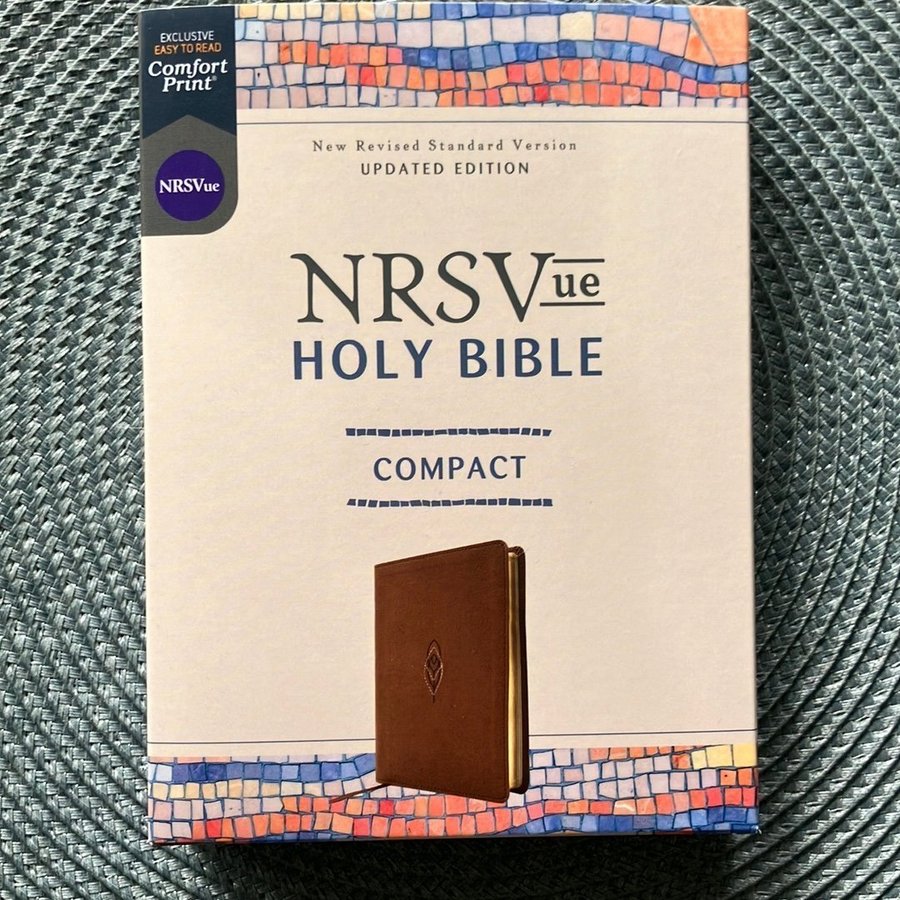 EXCLUSIVE
EASY TO READ
Comfort
Print®
NRSVue
New Revised Standard Version
UPDATED EDITION
NRSVue
HOLY BIBLE
COMPACT